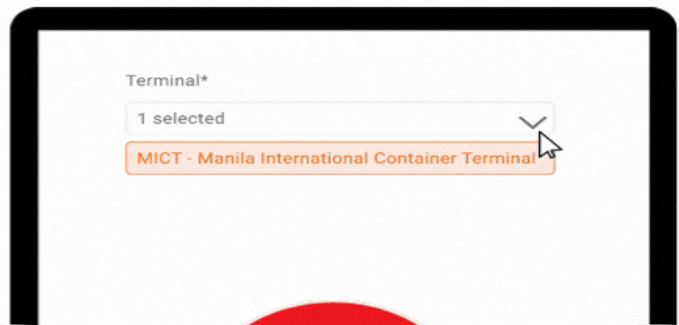 Terminal*
1 selected
MICT - Manila International Container Terminal